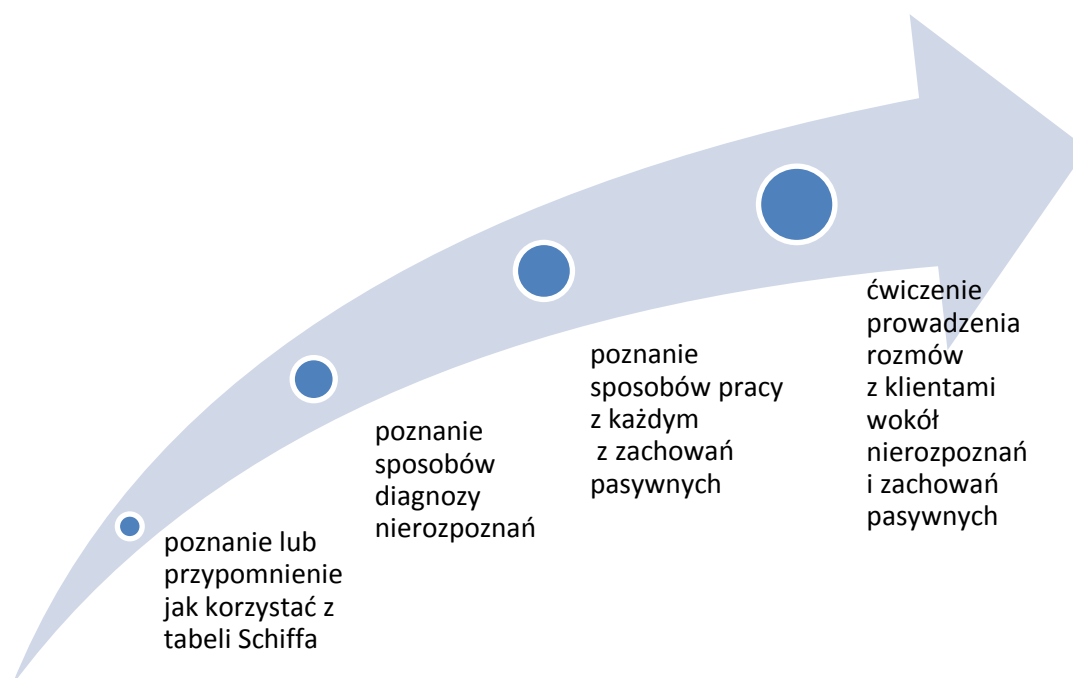 poznanie lub
przypomnienie
jak korzystać z
tabeli Schiffa
poznanie
sposobów
diagnozy
nierozpoznań
poznanie
sposobów pracy
z każdym
z zachowań
pasywnych
ćwiczenie
prowadzenia
rozmów
z klientami
wokół
nierozpoznań
i zachowań
pasywnych